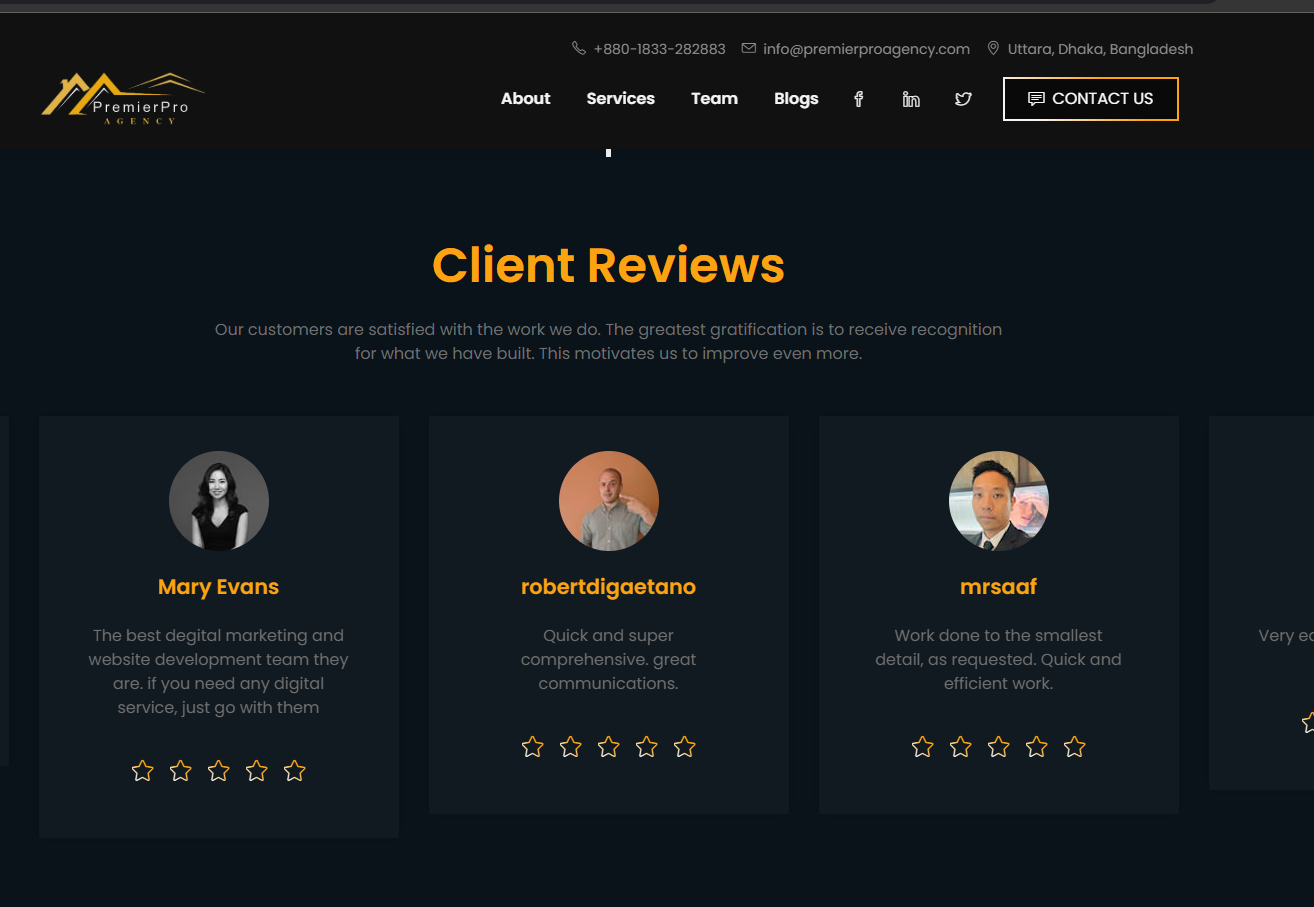 +880-1833-282883 info@premierproagency.com Uttara, Dhaka, Bangladesh
PremierPro
AGENCY
About Services Team Blogs CONTACT US
Client Reviews
Our customers are satisfied with the work we do. The greatest gratification is to receive recognition
for what we have built. This motivates us to improve even more.
Mary Evans
The best degital marketing and
website development team they
are. if you need any digital
service, just go with them
robertdigaetano
Quick and super
comprehensive. great
communications.
mrsaaf
Work done to the smallest
detail, as requested. Quick and
efficient work.
Very